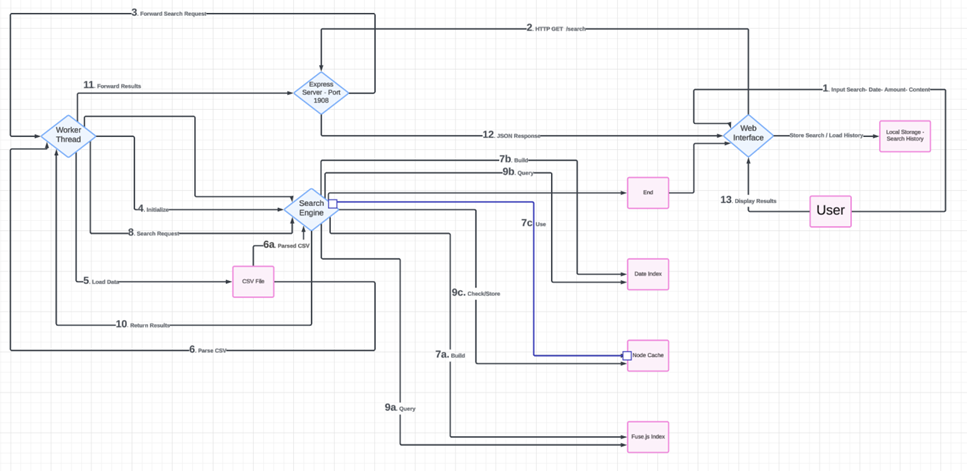 3. Forward Search Request
2. HTTP GET /search
11. Forward Results
Express
Server - Port
1908
1. Input Search- Date- Amount- Context
Worker
Thread
12. JSON Response
Web
Interface
Store Search / Load History
Local Storage -
Search History
7b. Build
9b. Query
End
4. Initialize
Search
Engine
13. Display Results
User
8. Search Request
7c. Use
6a. Parsed CSV
5. Load Data
CSV File
Date Index
9c. Check/Store
10. Return Results
6. Parse CSV
7a. Build
Node Cache
9a. Query
Fuse.js Index